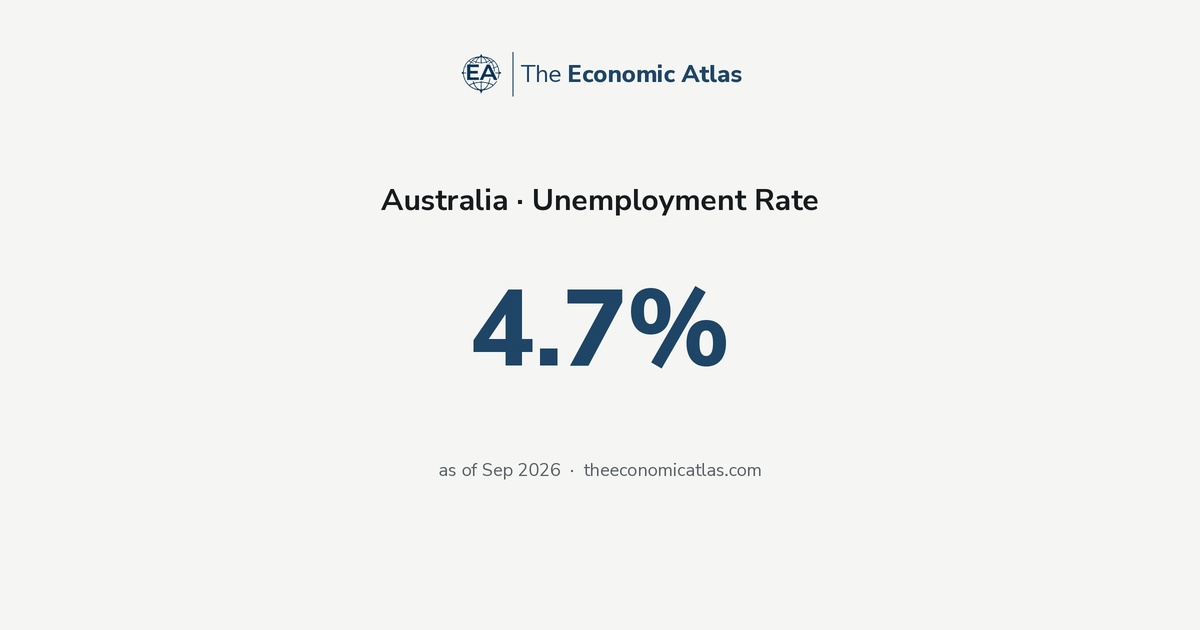 EA The Economic Atlas
Australia · Unemployment Rate
4.7%
as of Sep 2026 · theeconomicatlas.com